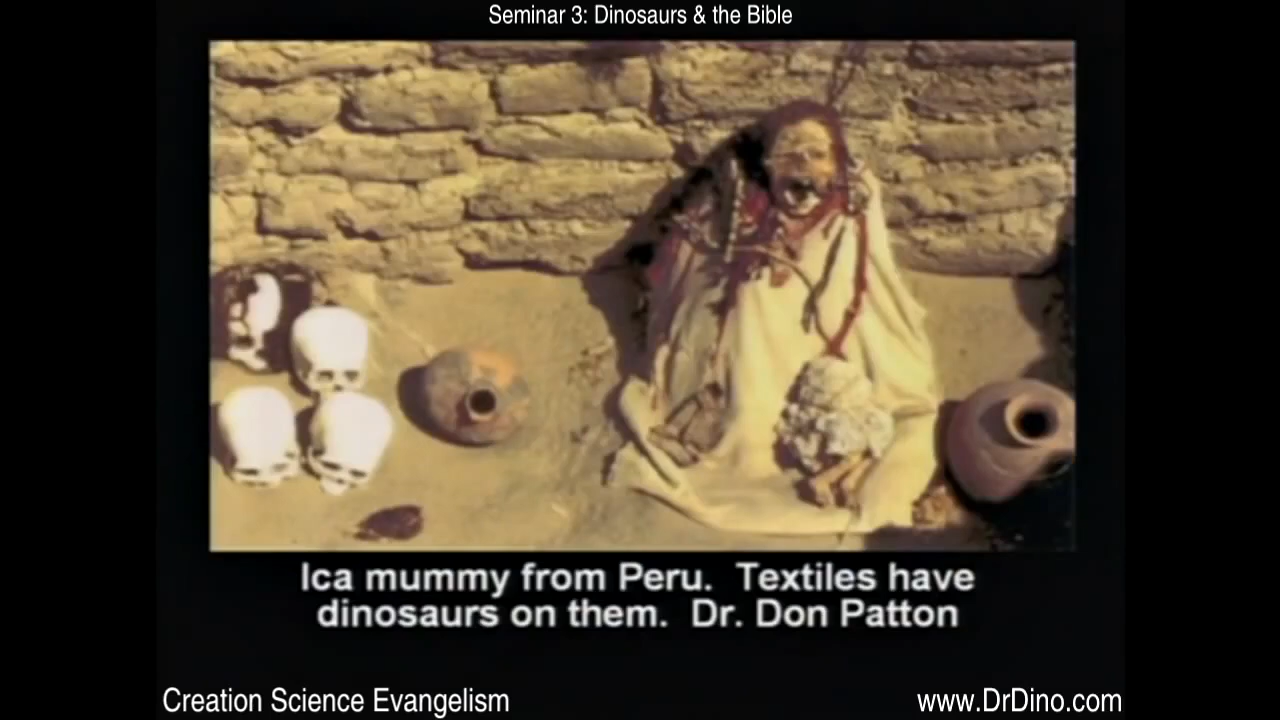 Seminar 3: Dinosaurs & the Bible
Ica mummy from Peru.  Textiles have
dinosaurs on them.  Dr. Don Patton
Creation Science Evangelism
www.DrDino.com